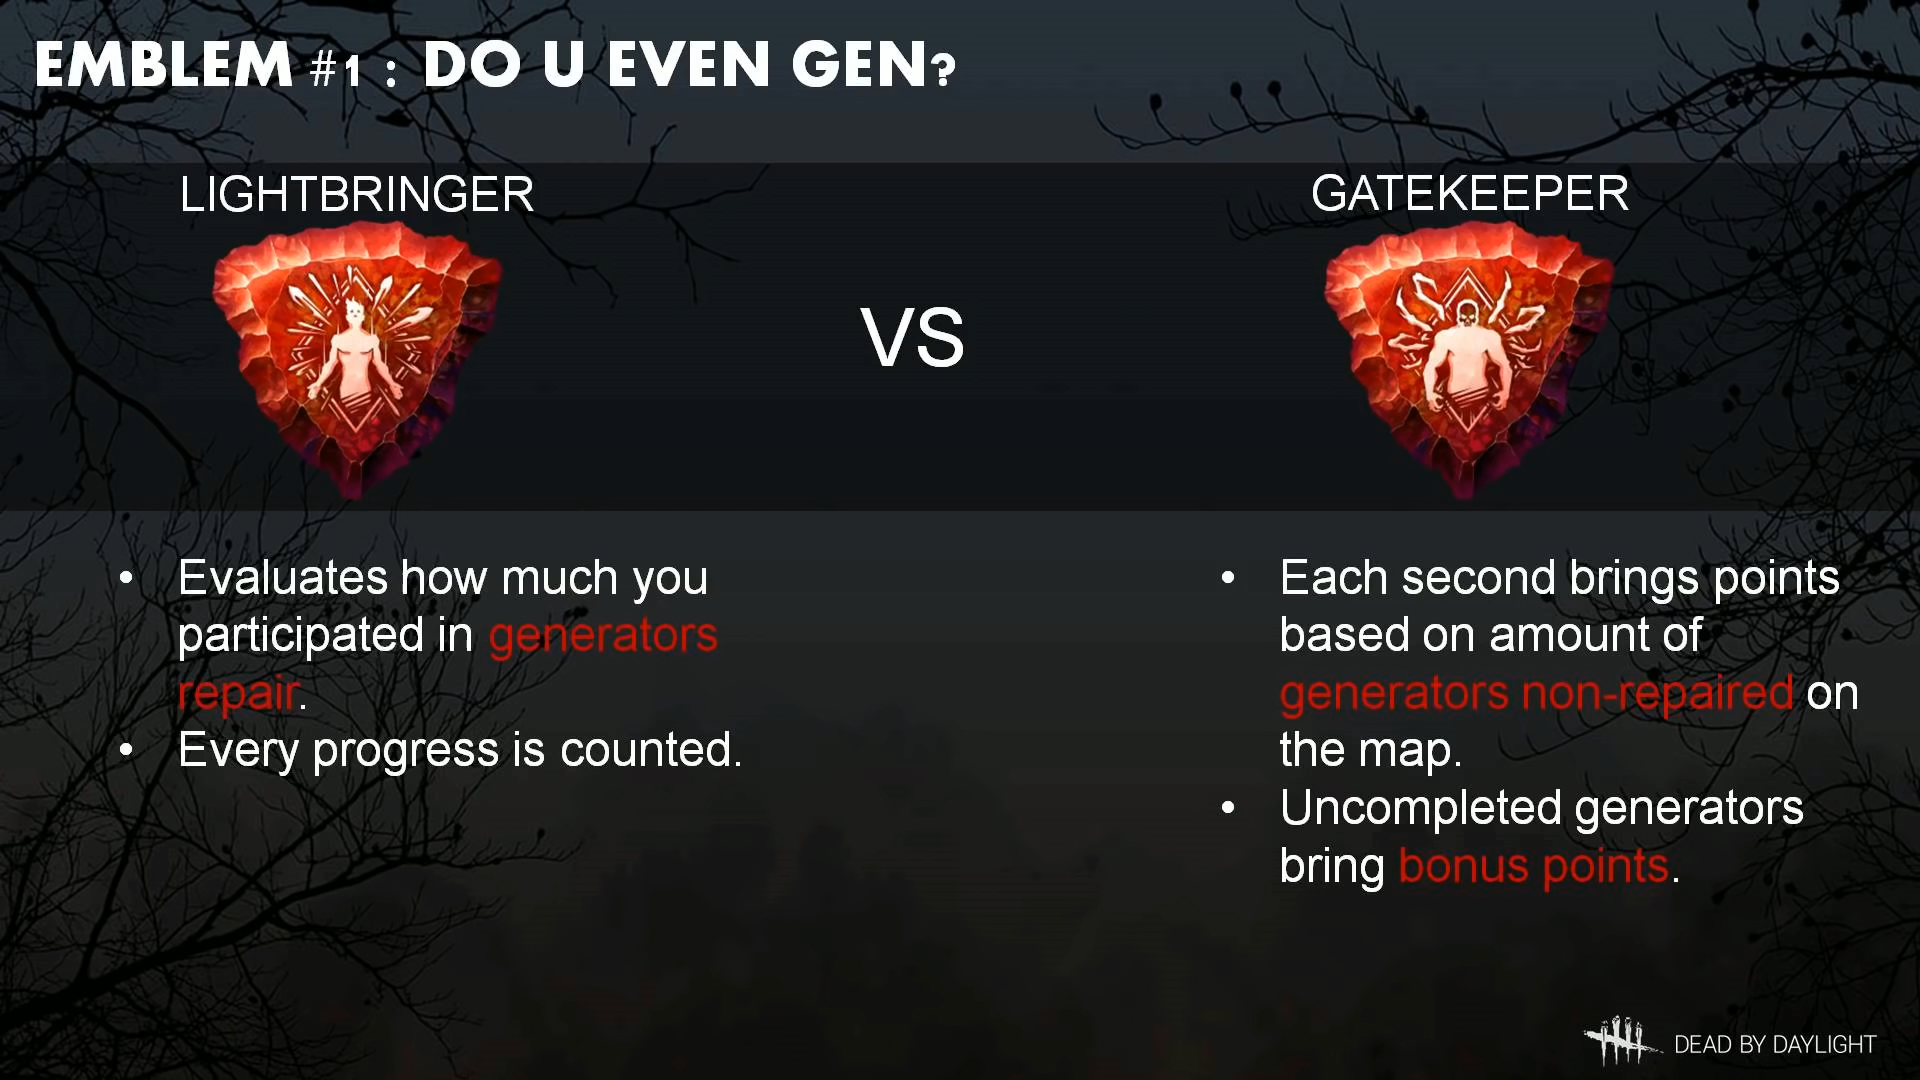 EMBLEM #1 : DO U EVEN GEN?
LIGHTBRINGER
GATEKEEPER
VS
• Evaluates how much you
participated in generators
repair.
• Every progress is counted.
• Each second brings points
based on amount of
generators non-repaired on
the map.
• Uncompleted generators
bring bonus points.
DEAD BY DAYLIGHT